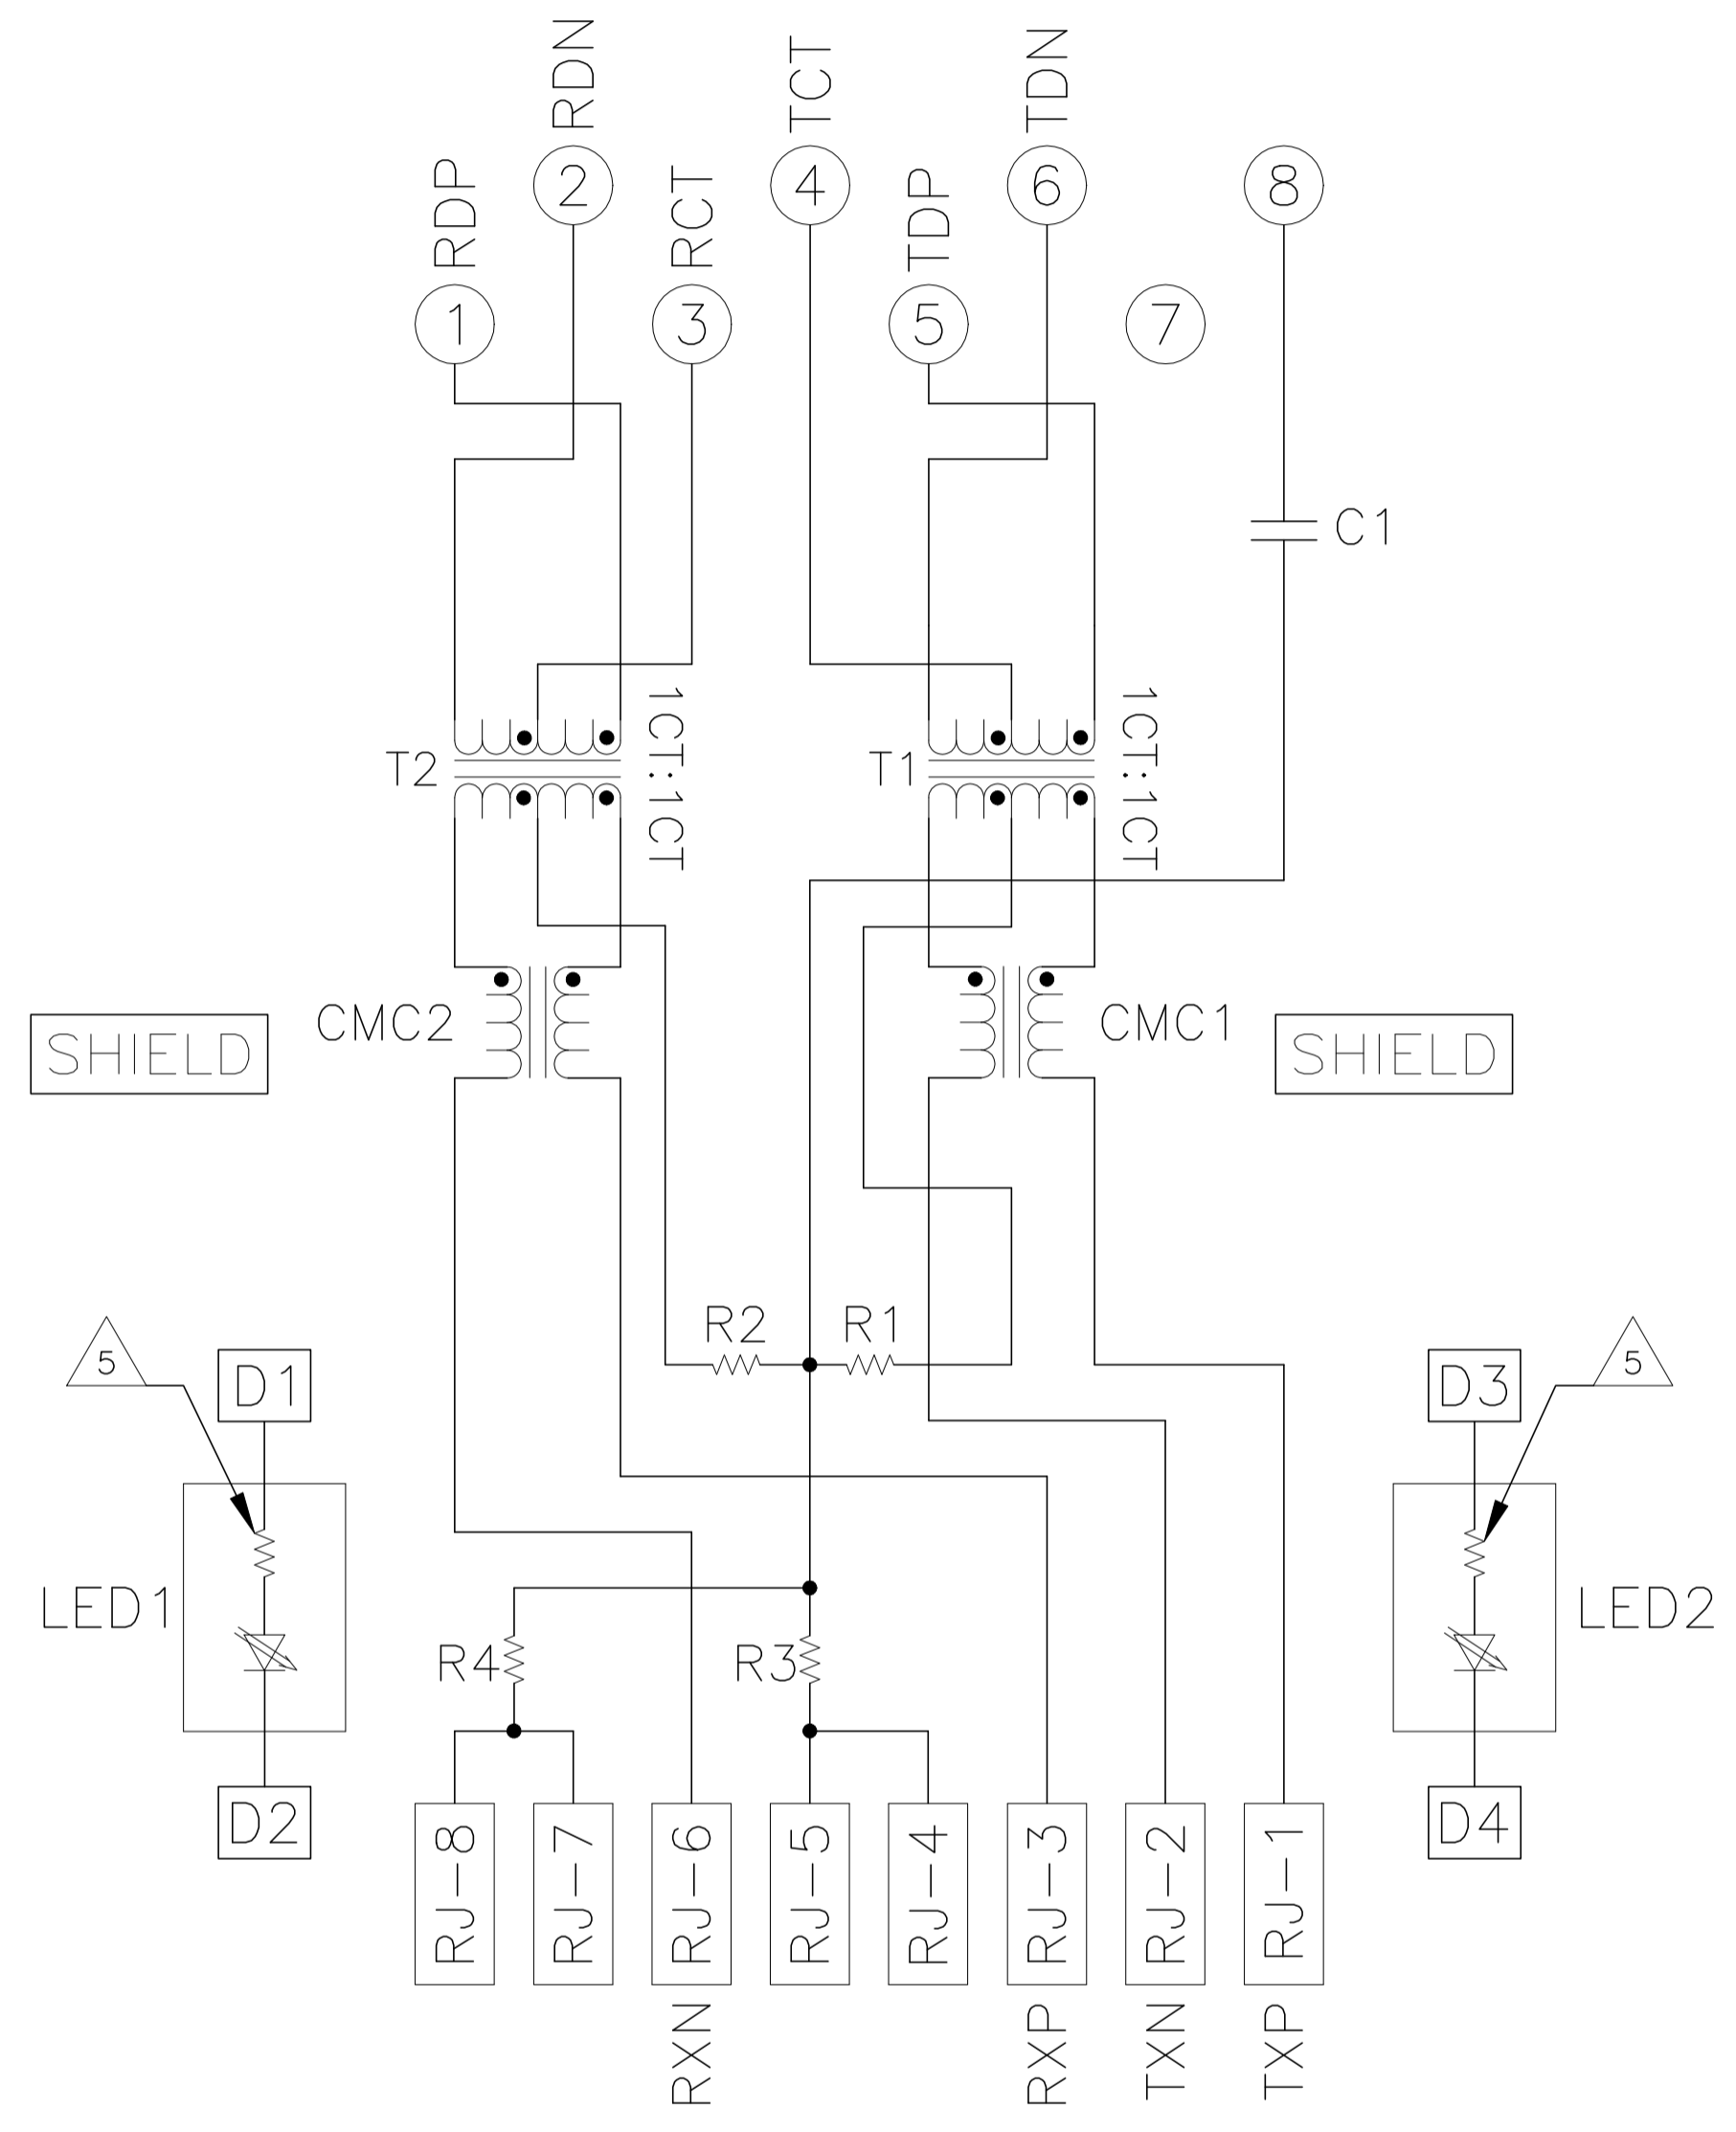 RDN
TCT
TDN
RDP
2
RCT
4
TDP
6
8
1
3
5
7
C1
1CT:1CT
1CT:1CT
T2
T1
CMC2
CMC1
SHIELD
SHIELD
R2
R1
5
D1
D3
5
LED1
LED2
R4
R3
D2
D4
RJ-8
RJ-7
RJ-6
RJ-5
RJ-4
RJ-3
RJ-2
RJ-1
RXN
RXP
TXN
TXP